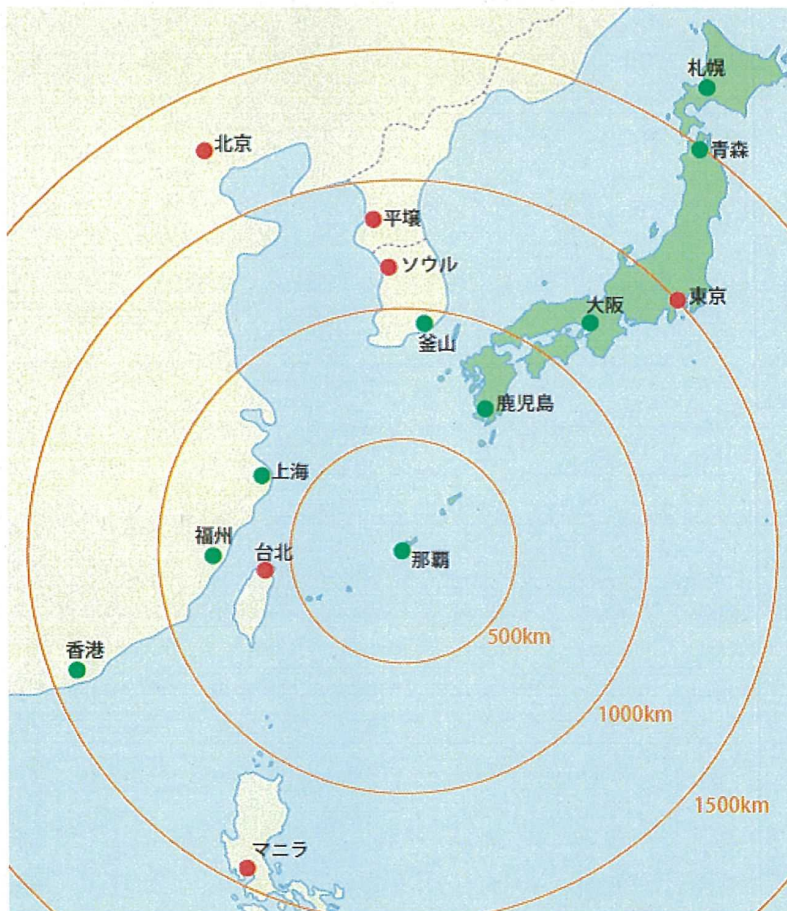 札幌
北京
青森
平壌
ソウル
大阪
東京
釜山
鹿児島
上海
福州
台北
那覇
500km
香港
1000km
1500km
マニラ